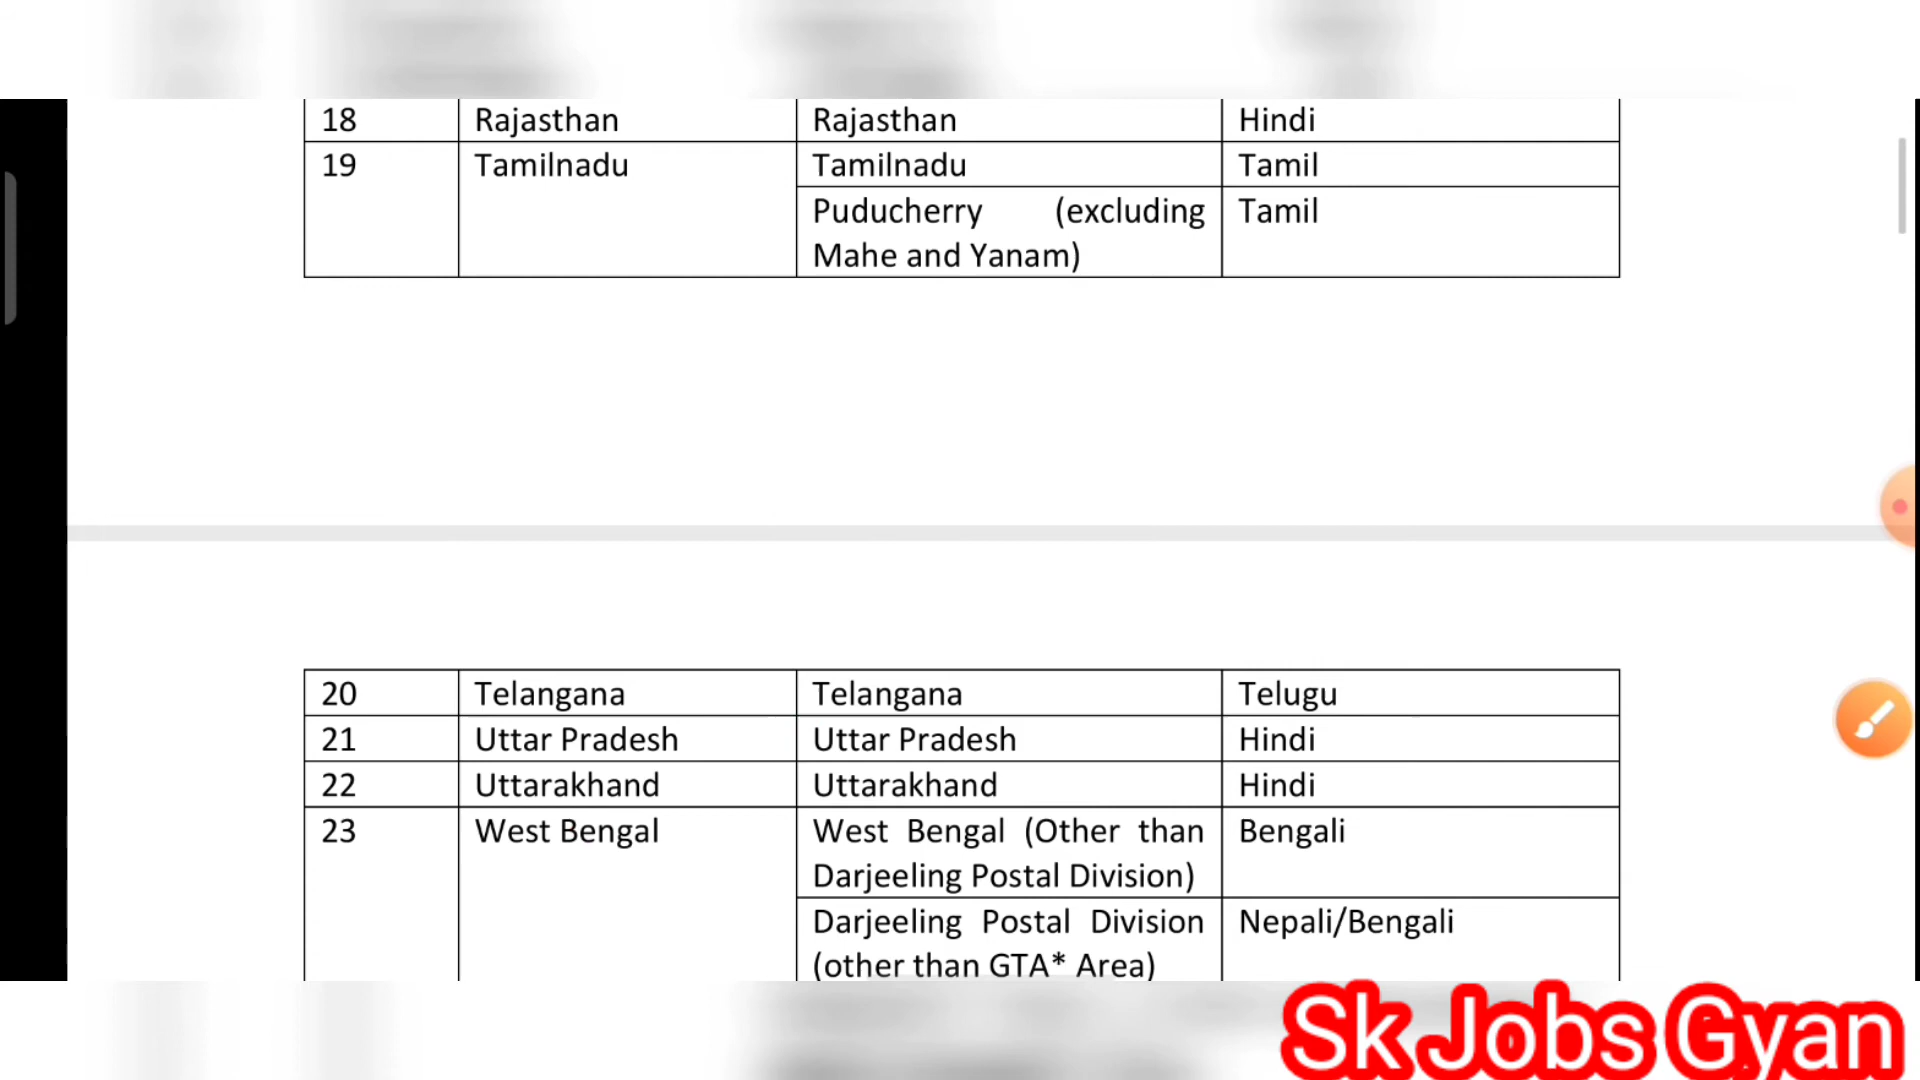 18 Rajasthan Rajasthan Hindi
19 Tamilnadu Tamilnadu Tamil
Puducherry (excluding Tamil
Mahe and Yanam)
20 Telangana Telangana Telugu
21 Uttar Pradesh Uttar Pradesh Hindi
22 Uttarakhand Uttarakhand Hindi
23 West Bengal West Bengal (Other than Bengali
Darjeeling Postal Division)
Darjeeling Postal Division Nepali/Bengali
(other than GTA* Area)
Sk Jobs Gyan